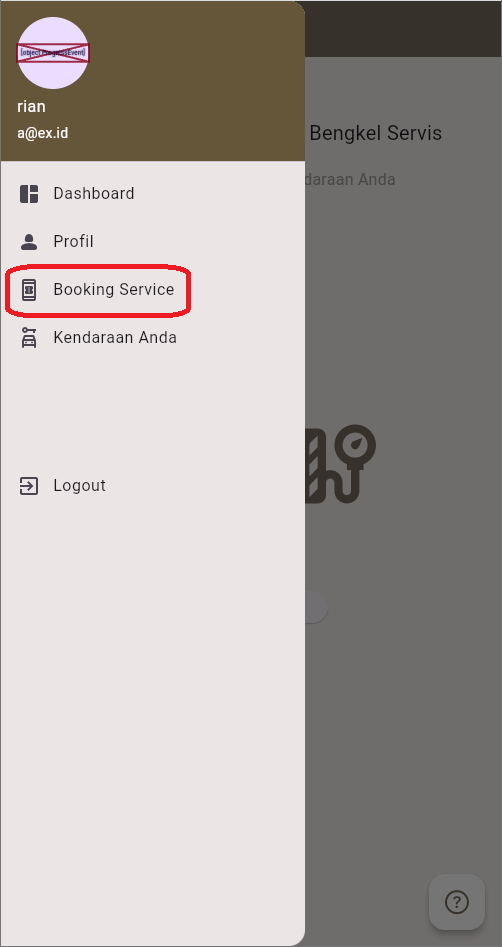 [object ProgressEvent]
rian
a@ex.id
Bengkel Servis
daraan Anda
Dashboard
Profil
Booking Service
Kendaraan Anda
Logout
?